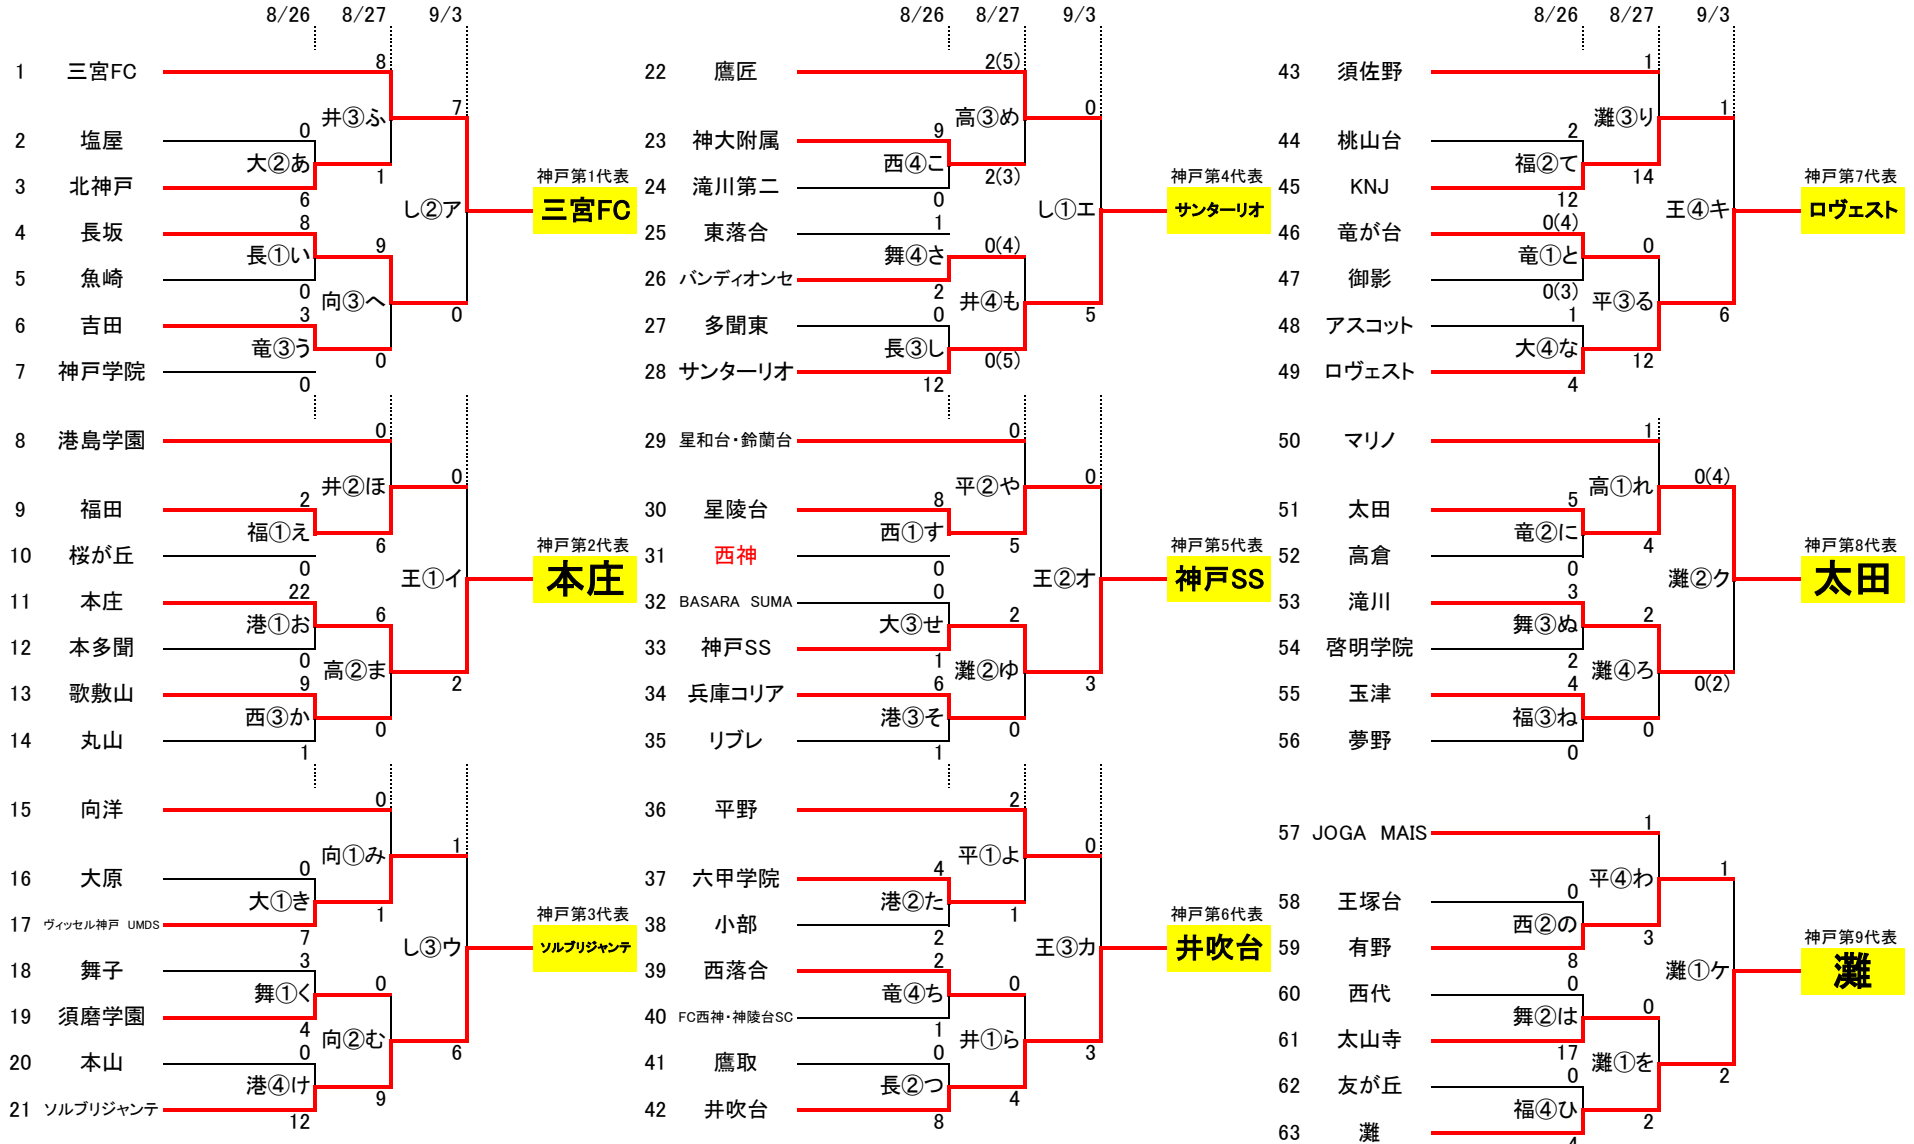 8/26 8/27 9/3
1 三宮FC 8
井③ふ 7
2 塩屋 0
大②あ
3 北神戸 6 1
し②ア
神戸第1代表
三宮FC
4 長坂 8
長①い 9
5 魚崎 0
向③へ 0
6 吉田 3
竜③う
7 神戸学院 0 0
8 港島学園 0
井②ほ 0
9 福田 2
福①え
10 桜が丘 0 6
王①イ
神戸第2代表
本庄
11 本庄 22
港①お 6
12 本多聞 0
高②ま 2
13 歌敷山 9
西③か
14 丸山 1 0
15 向洋 0
向①み 1
16 大原 0
大①き
17 ヴィッセル神戸 UMDS 7 1
し③ウ
神戸第3代表
ソルブリジャンテ
18 舞子 3
舞①く 0
19 須磨学園 4
向②む 6
20 本山 0
港④け
21 ソルブリジャンテ 12 9
8/26 8/27 9/3
22 鷹匠 2(5)
高③め 0
23 神大附属 9
西④こ
24 滝川第二 0 2(3)
し①エ
神戸第4代表
サンターリオ
25 東落合 1
舞④さ 0(4)
26 バンディオンセ 2
井④も 5
27 多聞東 0
長③し
28 サンターリオ 12 0(5)
29 星和台・鈴蘭台 0
平②や 0
30 星陵台 8
西①す
31 西神 0 5
王②オ
神戸第5代表
神戸SS
32 BASARA SUMA 0
大③せ 2
33 神戸SS 1
灘②ゆ 3
34 兵庫コリア 6
港③そ
35 リブレ 1 0
36 平野 2
平①よ 0
37 六甲学院 4
港②た
38 小部 2 1
王③カ
神戸第6代表
井吹台
39 西落合 2
竜④ち 0
40 FC西神・神陵台SC 1
井①ら 3
41 鷹取 0
長②つ
42 井吹台 8 4
8/26 8/27 9/3
43 須佐野 1
灘③り 1
44 桃山台 2
福②て
45 KNJ 12 14
王④キ
神戸第7代表
ロヴェスト
46 竜が台 0(4)
竜①と 0
47 御影 0(3)
平③る 6
48 アスコット 1
大④な
49 ロヴェスト 4 12
50 マリノ 1
高①れ 0(4)
51 太田 5
竜②に
52 高倉 0 4
灘②ク
神戸第8代表
太田
53 滝川 3
舞③ぬ 2
54 啓明学院 2
灘④ろ 0(2)
55 玉津 4
福③ね
56 夢野 0 0
57 JOGA MAIS 1
平④わ 1
58 王塚台 0
西②の
59 有野 8 3
灘①ケ
神戸第9代表
灘
60 西代 0
舞②は 0
61 太山寺 17
灘①を 2
62 友が丘 0
福④ひ
63 灘 2